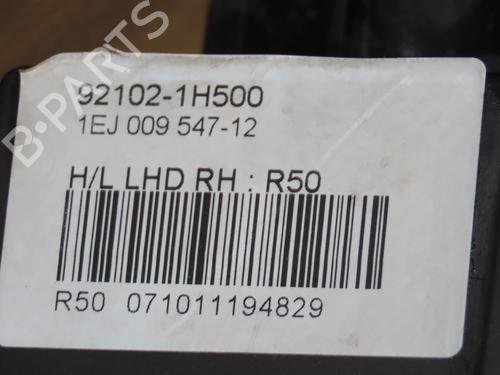 B-PARTS
92102-1H500
1EJ 009 547-12
H/L LHD RH : R50
R50 071011194829